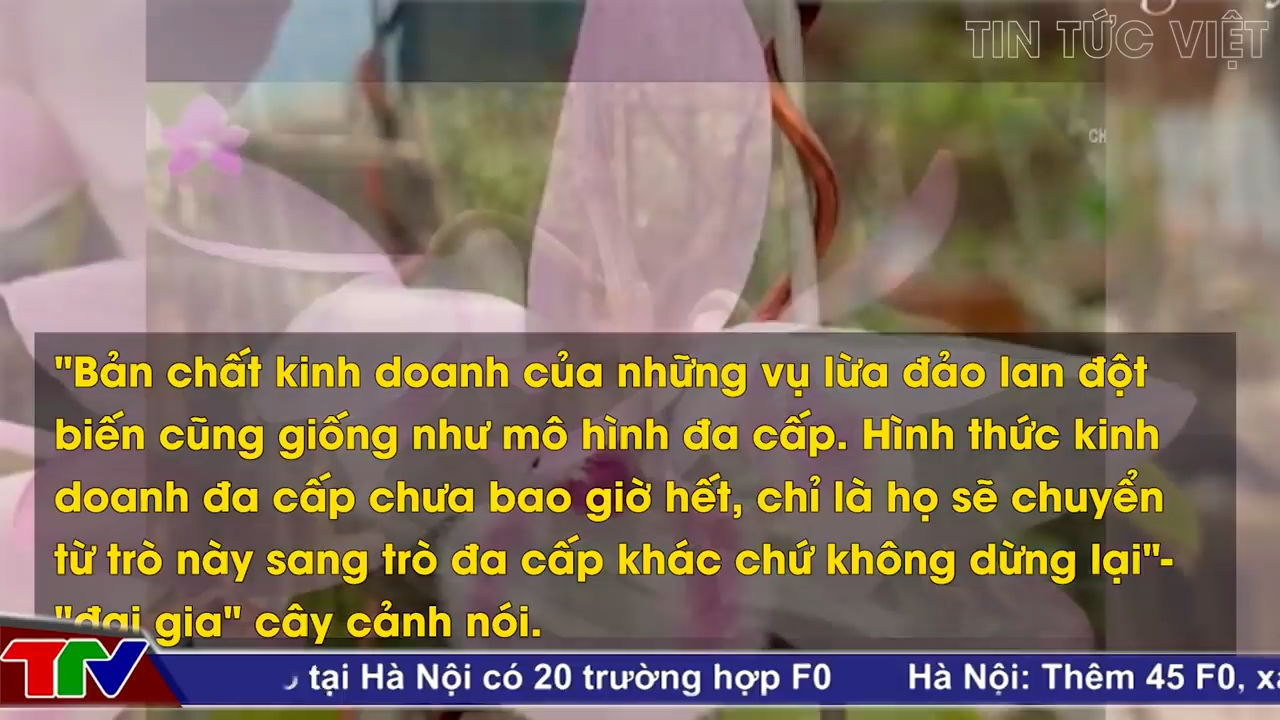 TIN TỨC VIỆT
CH
"Bản chất kinh doanh của những vụ lừa đảo lan đột
biến cũng giống như mô hình đa cấp. Hình thức kinh
doanh đa cấp chưa bao giờ hết, chỉ là họ sẽ chuyển
từ trò này sang trò đa cấp khác chứ không dừng lại"-
"đại gia" cây cảnh nói.
TTV
tại Hà Nội có 20 trường hợp F0 Hà Nội: Thêm 45 F0,